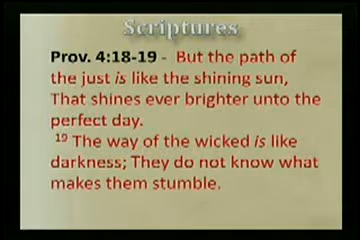 Scriptures
Prov. 4:18-19 - But the path of
the just is like the shining sun,
That shines ever brighter unto the
perfect day.
19 The way of the wicked is like
darkness; They do not know what
makes them stumble.